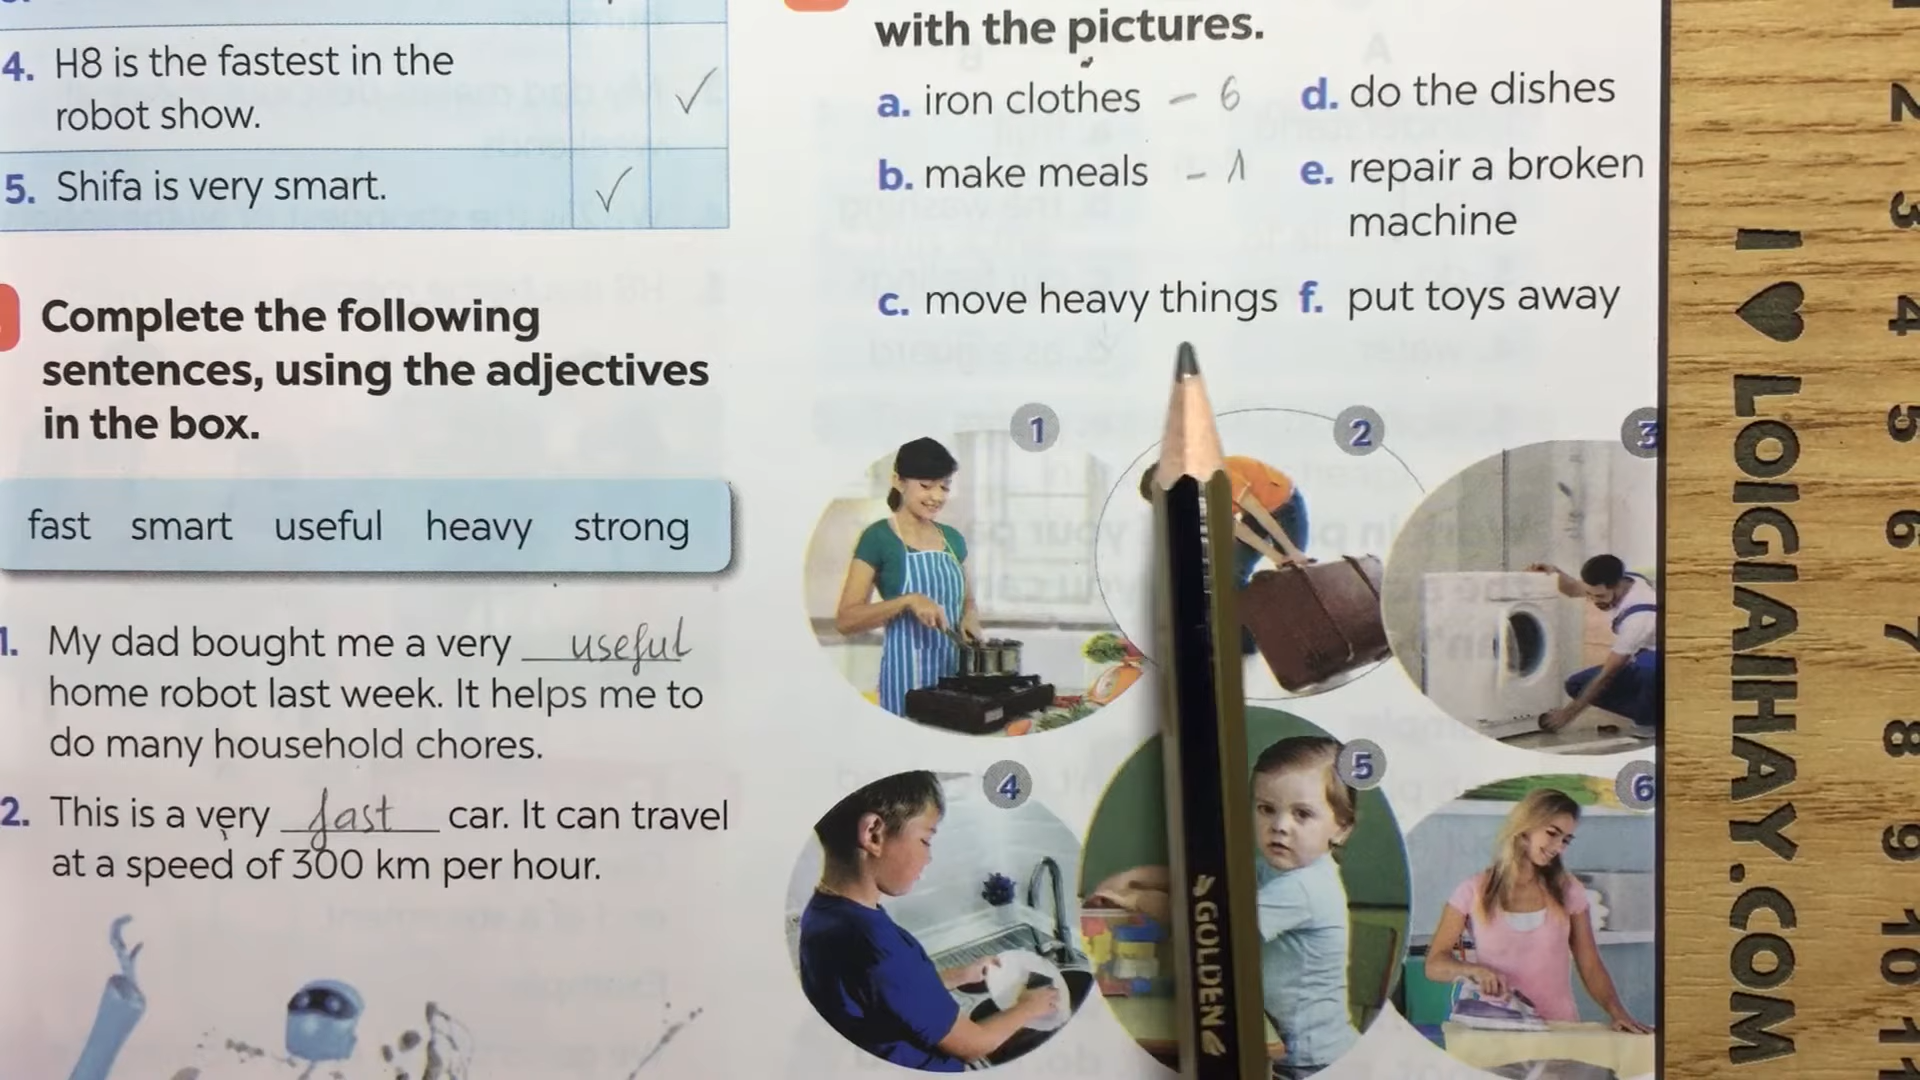 4. H8 is the fastest in the
robot show.
✓
5. Shifa is very smart.
✓
Complete the following
sentences, using the adjectives
in the box.
fast smart useful heavy strong
1. My dad bought me a very useful
home robot last week. It helps me to
do many household chores.
2. This is a very fast car. It can travel
at a speed of 300 km per hour.
with the pictures.
a. iron clothes - 6
b. make meals - 1
c. move heavy things
d. do the dishes
e. repair a broken
machine
f. put toys away
1
2
3
4
5
6
GOLDEN
I ♥ LOIGIAIHAY.COM
2
3
4
5
6
7
8
9
10
11